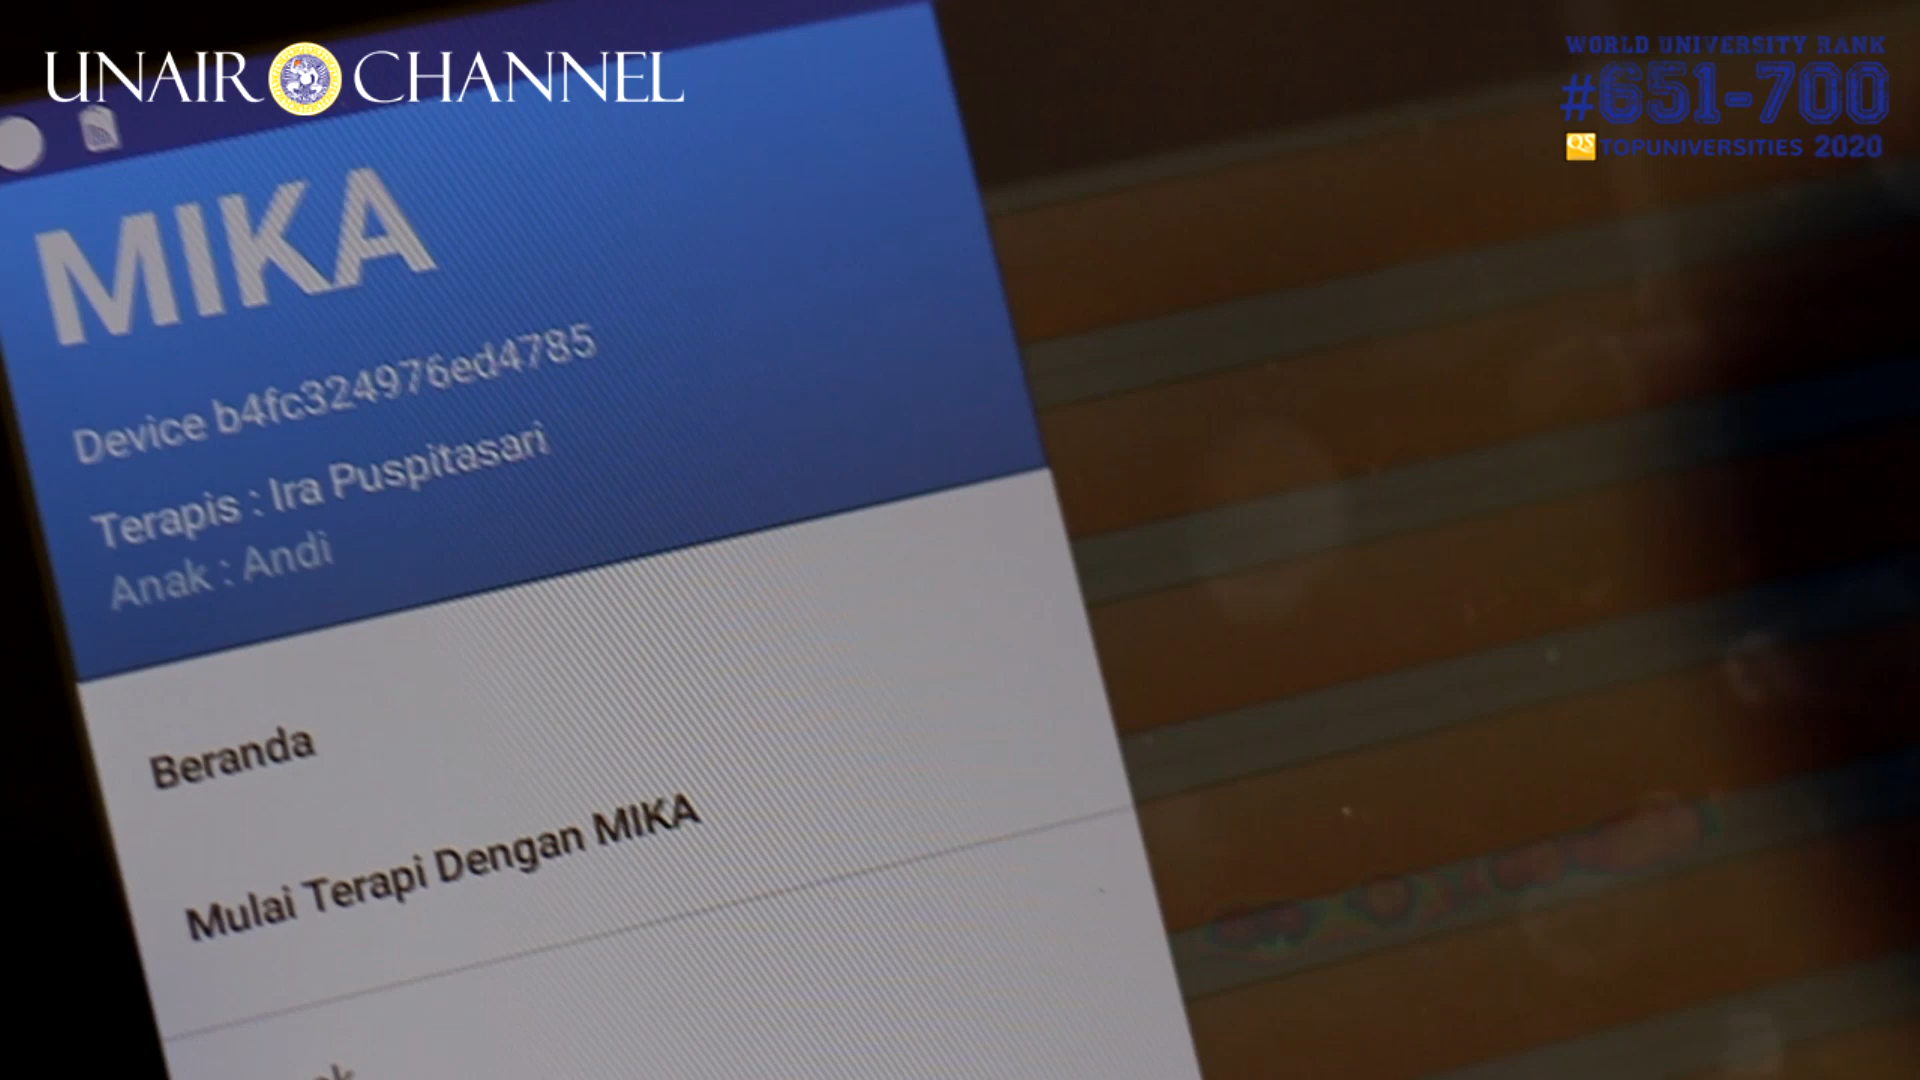 UNAIR CHANNEL
WORLD UNIVERSITY RANK
#651-700
QS TOPUNIVERSITIES 2020
MIKA
Device b4fc324976ed4785
Terapis : Ira Puspitasari
Anak : Andi
Beranda
Mulai Terapi Dengan MIKA